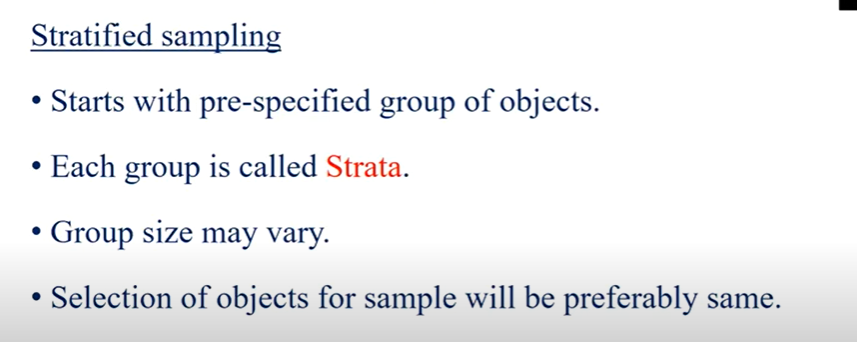 Stratified sampling
• Starts with pre-specified group of objects.
• Each group is called Strata.
• Group size may vary.
• Selection of objects for sample will be preferably same.